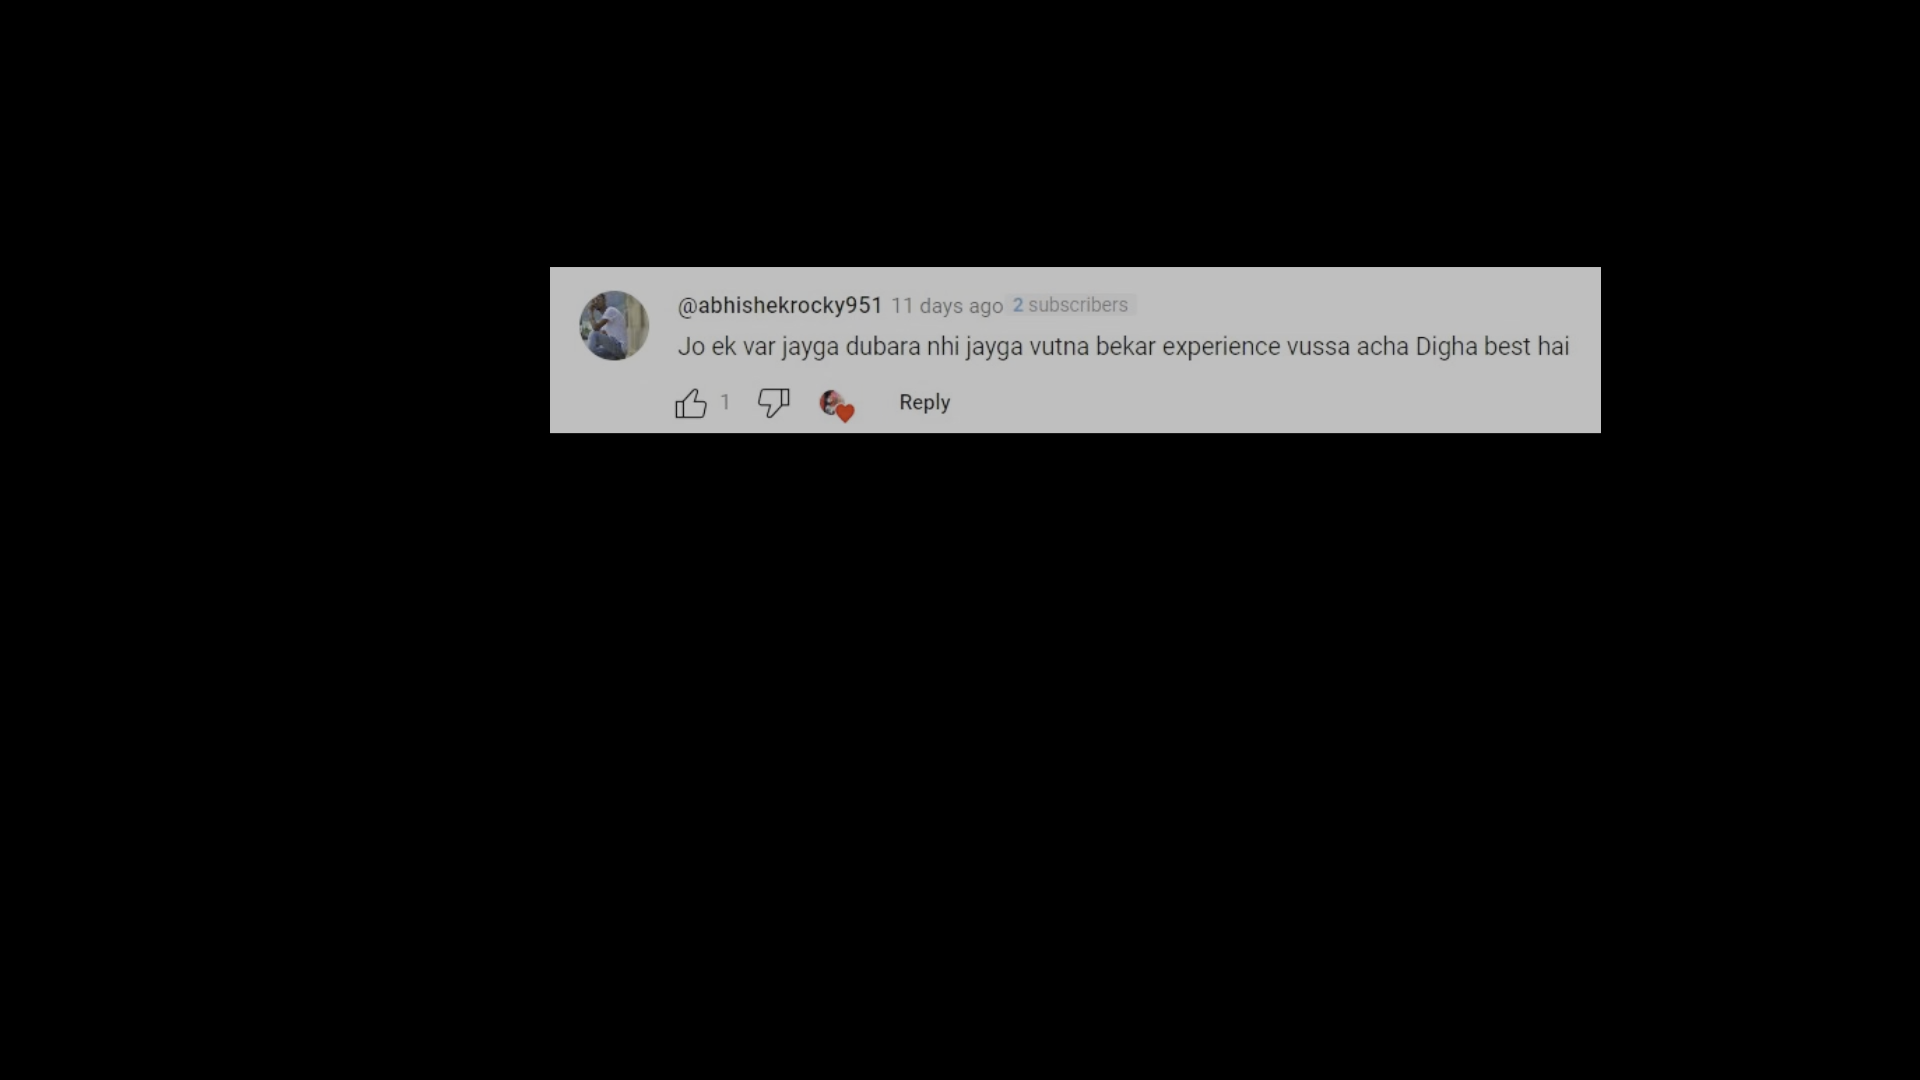 @abhishekrocky951 11 days ago 2 subscribers
Jo ek var jayga dubara nhi jayga vutna bekar experience vussa acha Digha best hai
1 Reply